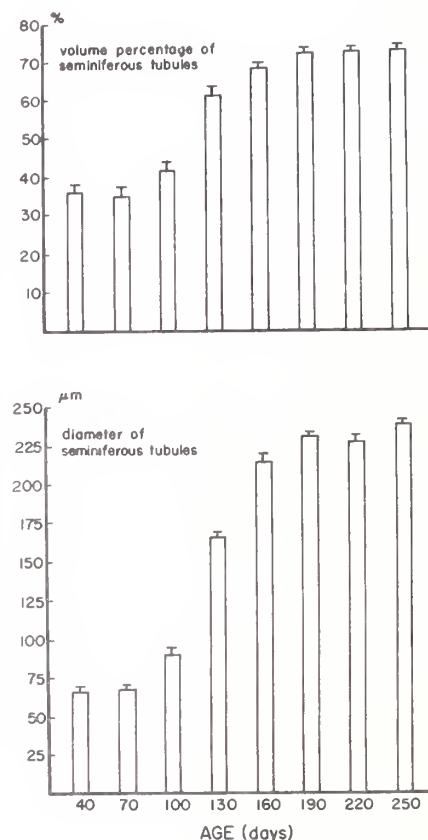 %
80
volume percentage of
seminiferous tubules
70
60
50
40
30
20
10
μm
250
diameter of
seminiferous tubules
225
200
175
150
125
100
75
50
25
40 70 100 130 160 190 220 250
AGE (days)